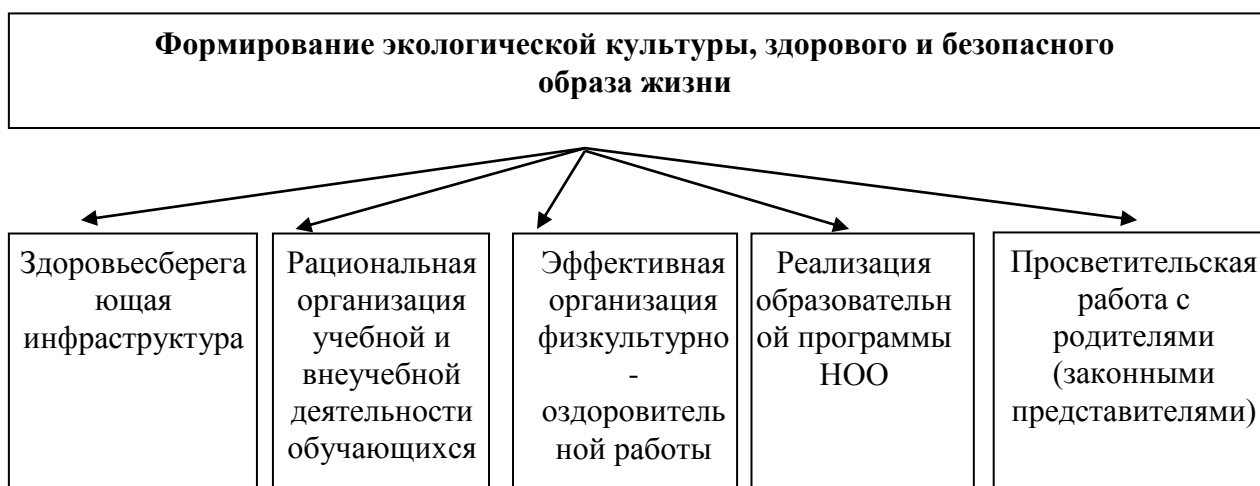 Формирование экологической культуры, здорового и безопасного
образа жизни
Здоровьесберега
ющая
инфраструктура
Рациональная
организация
учебной и
внеучебной
деятельности
обучающихся
Эффективная
организация
физкультурно
-
оздоровитель
ной работы
Реализация
образовательн
ой программы
НОО
Просветительская
работа с
родителями
(законными
представителями)